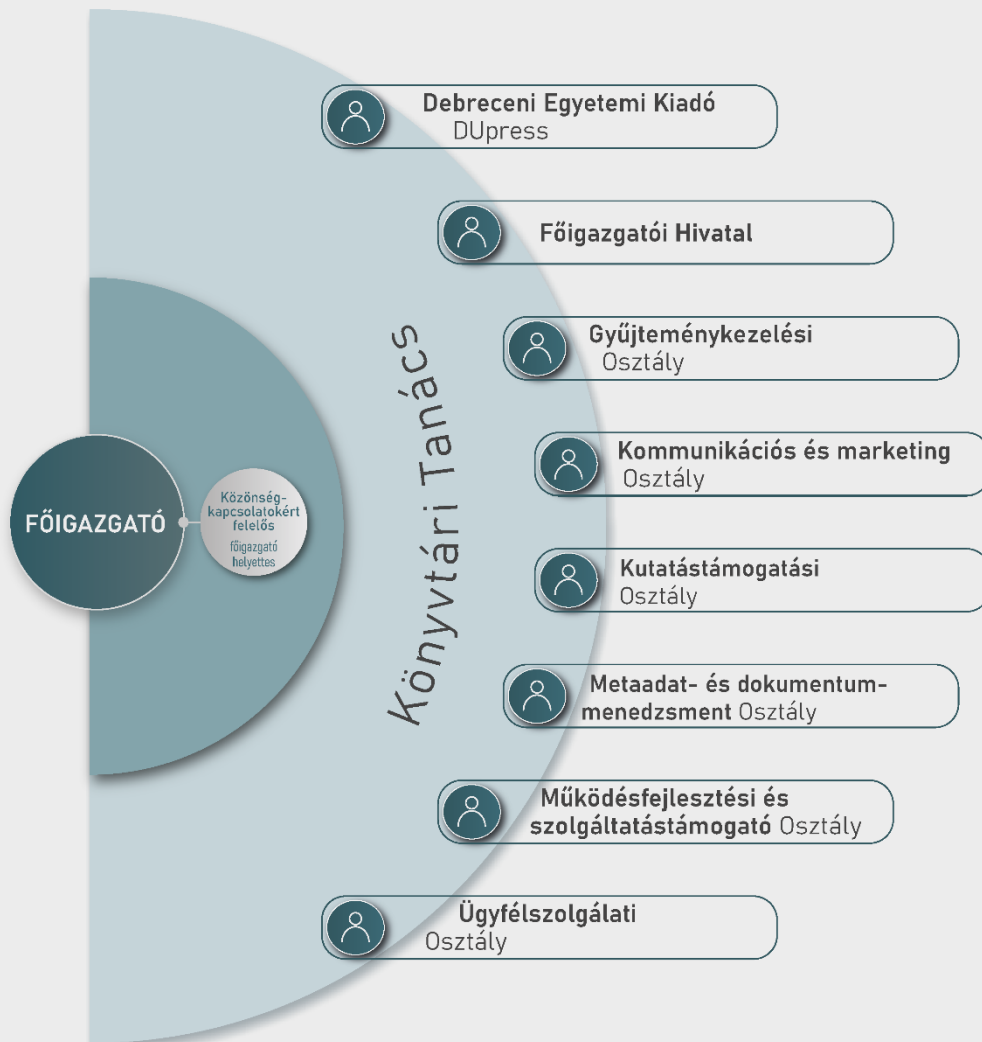 Debreceni Egyetemi Kiadó
DUpress
Főigazgatói Hivatal
Gyűjteménykezelési
Osztály
Kommunikációs és marketing
Osztály
Kutatástámogatási
Osztály
Metaadat- és dokumentum-
menedzsment Osztály
Működésfejlesztési és
szolgáltatástámogató Osztály
Ügyfélszolgálati
Osztály
Könyvtári Tanács
FŐIGAZGATÓ
Közönség-
kapcsolatokért
felelős
főigazgató
helyettes